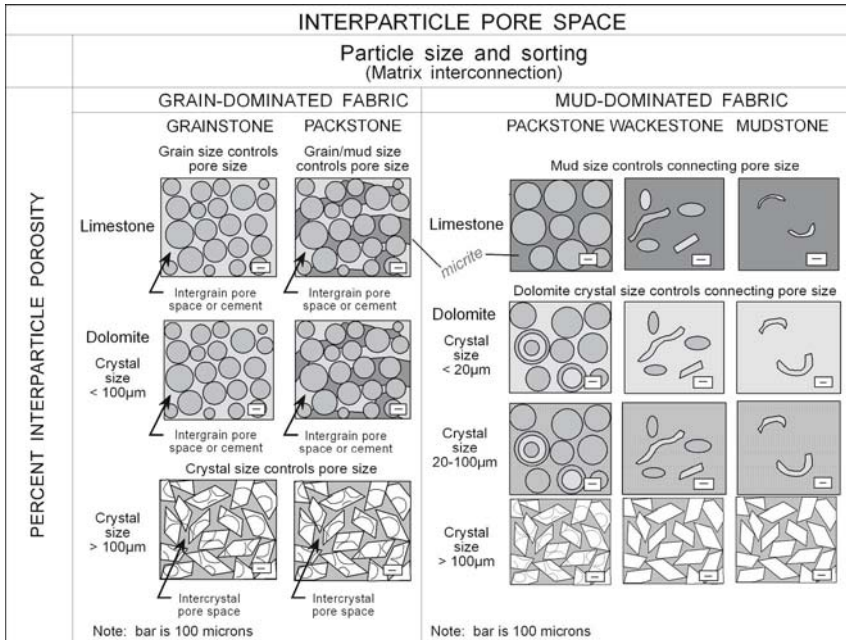 INTERPARTICLE PORE SPACE
Particle size and sorting
(Matrix interconnection)
PERCENT INTERPARTICLE POROSITY
GRAIN-DOMINATED FABRIC
GRAINSTONE PACKSTONE
Grain size controls
pore size
Grain/mud size
controls pore size
Limestone
Intergrain pore
space or cement
Intergrain pore
space or cement
Dolomite
Crystal
size
< 100µm
Intergrain pore
space or cement
Intergrain pore
space or cement
Crystal size controls pore size
Crystal
size
> 100µm
Intercrystal
pore space
Intercrystal
pore space
Note: bar is 100 microns
MUD-DOMINATED FABRIC
PACKSTONE WACKESTONE MUDSTONE
Mud size controls connecting pore size
Limestone
micrite
Dolomite crystal size controls connecting pore size
Dolomite
Crystal
size
< 20µm
Crystal
size
20-100µm
Crystal
size
> 100µm
Note: bar is 100 microns